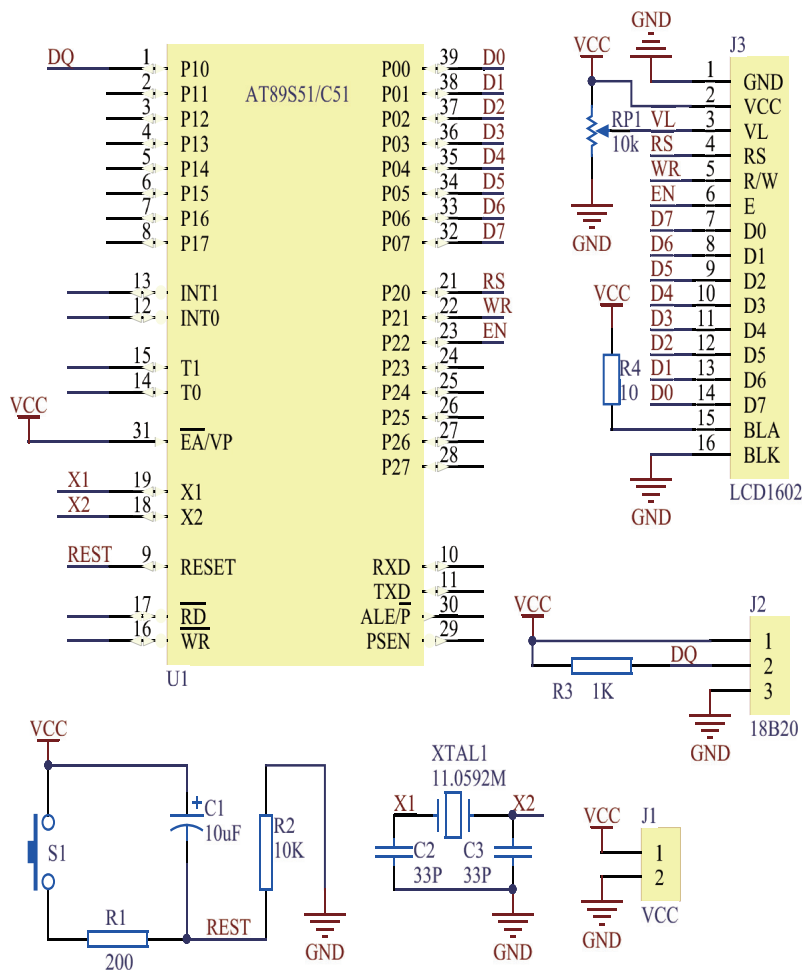 AT89S51/C51
DQ 1 P10
2 P11
3 P12
4 P13
5 P14
6 P15
7 P16
8 P17
13 INT1
12 INT0
15 T1
14 T0
VCC
31 EA/VP
X1 19 X1
X2 18 X2
REST 9 RESET
17 RD
16 WR
P00 39 D0
P01 38 D1
P02 37 D2
P03 36 D3
P04 35 D4
P05 34 D5
P06 33 D6
P07 32 D7
P20 21 RS
P21 22 WR
P22 23 EN
P23 24
P24 25
P25 26
P26 27
P27 28
RXD 10
TXD 11
ALE/P 30
PSEN 29
U1
GND
VCC
J3
RP1
10k
GND
1 GND
2 VCC
VL 3 VL
RS 4 RS
WR 5 R/W
EN 6 E
D7 7 D0
D6 8 D1
D5 9 D2
D4 10 D3
D3 11 D4
D2 12 D5
D1 13 D6
D0 14 D7
15 BLA
16 BLK
VCC
R4
10
GND
LCD1602
VCC
J2
1
DQ 2
3
R3 1K
GND
18B20
VCC
C1
10uF
S1
R2
10K
R1
200
REST
GND
XTAL1
11.0592M
X1 X2
C2 C3
33P 33P
GND
VCC
J1
1
2
GND
VCC